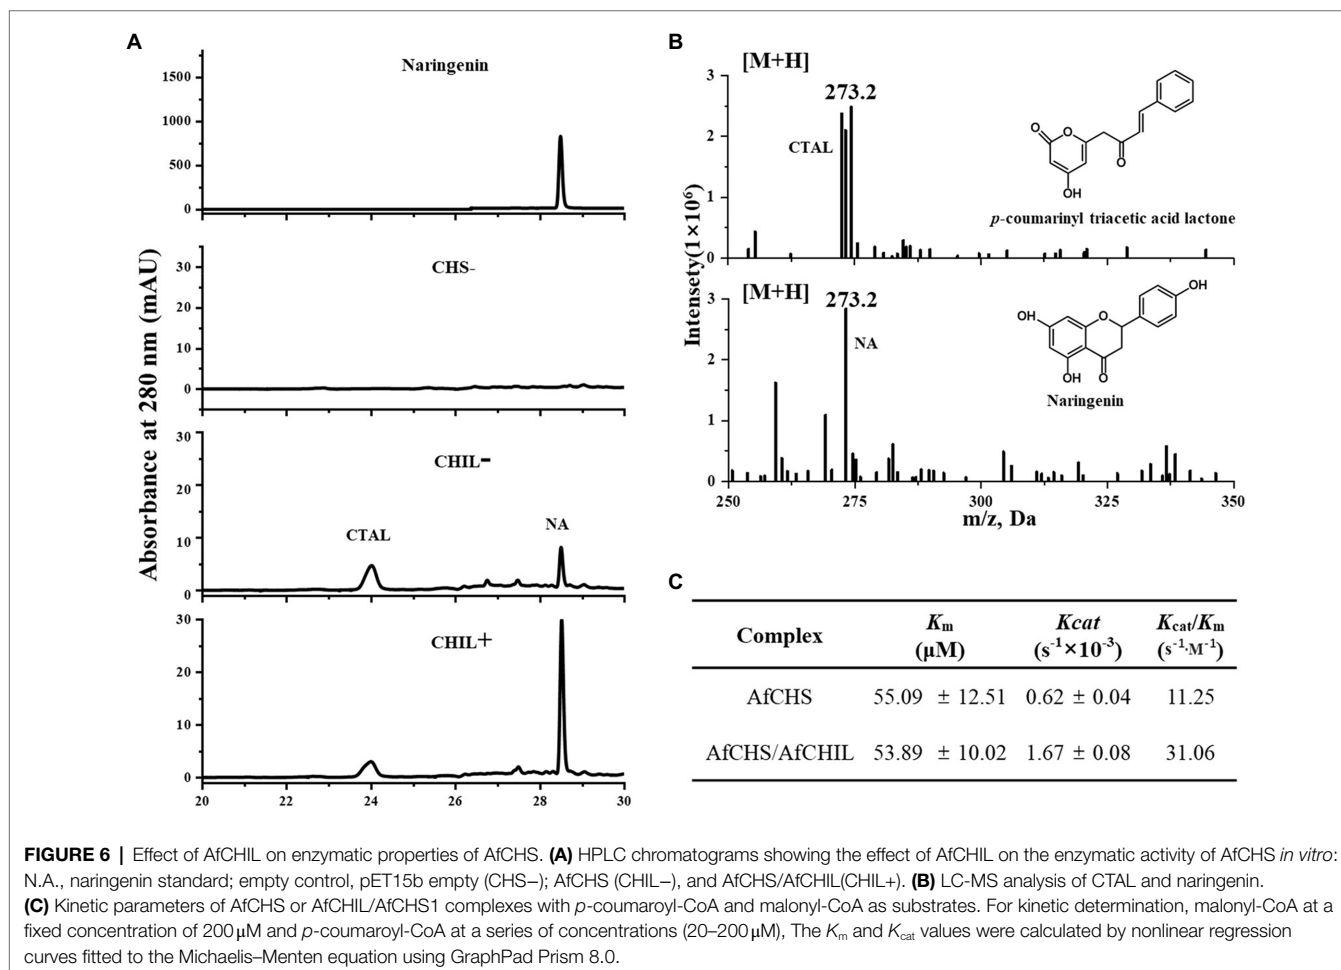 A
Naringenin
1500
1000
500
0
CHS-
30
20
10
0
CHIL-
30
20
10
0
CTAL
NA
CHIL+
30
20
10
0
20 22 24 26 28 30
Absorbance at 280 nm (mAU)
B
[M+H]
273.2
CTAL
3
2
1
0
O
O
O
OH
p-coumarinyl triacetic acid lactone
[M+H]
273.2
NA
3
2
1
0
HO
O
OH
OH
O
Naringenin
250 275 300 325 350
m/z, Da
Intensety(1×10⁶)
C
Complex Km (μM) Kcat (s⁻¹×10⁻³) Kcat/Km (s⁻¹·M⁻¹)
AfCHS 55.09 ± 12.51 0.62 ± 0.04 11.25
AfCHS/AfCHIL 53.89 ± 10.02 1.67 ± 0.08 31.06
FIGURE 6 | Effect of AfCHIL on enzymatic properties of AfCHS. (A) HPLC chromatograms showing the effect of AfCHIL on the enzymatic activity of AfCHS in vitro:
N.A., naringenin standard; empty control, pET15b empty (CHS−); AfCHS (CHIL−), and AfCHS/AfCHIL(CHIL+). (B) LC-MS analysis of CTAL and naringenin.
(C) Kinetic parameters of AfCHS or AfCHIL/AfCHS1 complexes with p-coumaroyl-CoA and malonyl-CoA as substrates. For kinetic determination, malonyl-CoA at a
fixed concentration of 200 μM and p-coumaroyl-CoA at a series of concentrations (20–200 μM), The Km and Kcat values were calculated by nonlinear regression
curves fitted to the Michaelis–Menten equation using GraphPad Prism 8.0.